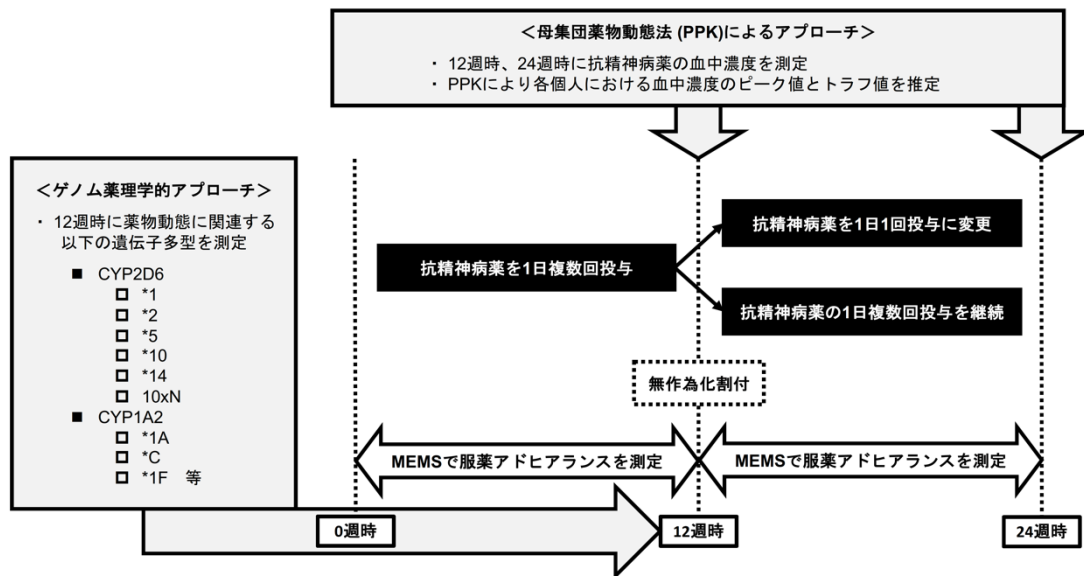 ＜母集団薬物動態法 (PPK)によるアプローチ＞
・ 12週時、24週時に抗精神病薬の血中濃度を測定
・ PPKにより各個人における血中濃度のピーク値とトラフ値を推定
＜ゲノム薬理学的アプローチ＞
・ 12週時に薬物動態に関連する
以下の遺伝子多型を測定
■ CYP2D6
□ *1
□ *2
□ *5
□ *10
□ *14
□ 10xN
■ CYP1A2
□ *1A
□ *C
□ *1F 等
抗精神病薬を1日複数回投与
抗精神病薬を1日1回投与に変更
抗精神病薬の1日複数回投与を継続
無作為化割付
MEMSで服薬アドヒアランスを測定
MEMSで服薬アドヒアランスを測定
0週時
12週時
24週時